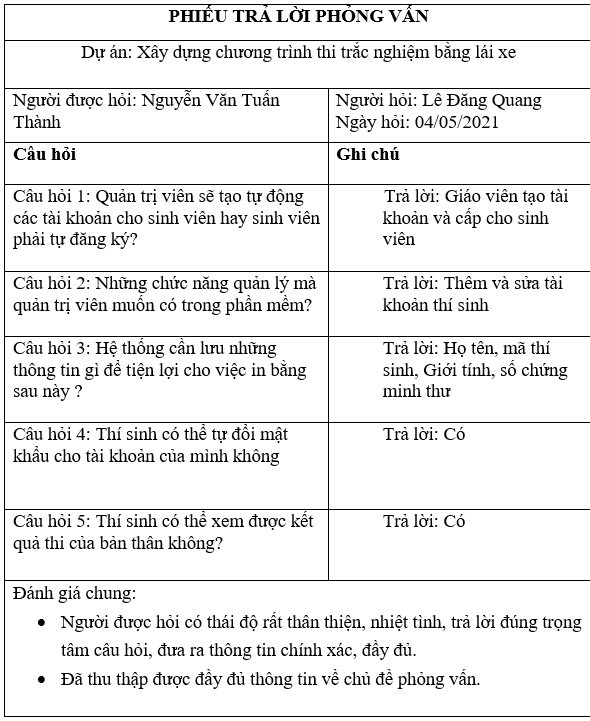 PHIẾU TRẢ LỜI PHỎNG VẤN
Dự án: Xây dựng chương trình thi trắc nghiệm bằng lái xe
Người được hỏi: Nguyễn Văn Tuấn
Thành
Người hỏi: Lê Đăng Quang
Ngày hỏi: 04/05/2021
Câu hỏi
Ghi chú
Câu hỏi 1: Quản trị viên sẽ tạo tự động
các tài khoản cho sinh viên hay sinh viên
phải tự đăng ký?
Trả lời: Giáo viên tạo tài
khoản và cấp cho sinh
viên
Câu hỏi 2: Những chức năng quản lý mà
quản trị viên muốn có trong phần mềm?
Trả lời: Thêm và sửa tài
khoản thí sinh
Câu hỏi 3: Hệ thống cần lưu những
thông tin gì để tiện lợi cho việc in bằng
sau này ?
Trả lời: Họ tên, mã thí
sinh, Giới tính, số chứng
minh thư
Câu hỏi 4: Thí sinh có thể tự đổi mật
khẩu cho tài khoản của mình không
Trả lời: Có
Câu hỏi 5: Thí sinh có thể xem được kết
quả thi của bản thân không?
Trả lời: Có
Đánh giá chung:
• Người được hỏi có thái độ rất thân thiện, nhiệt tình, trả lời đúng trọng
tâm câu hỏi, đưa ra thông tin chính xác, đầy đủ.
• Đã thu thập được đầy đủ thông tin về chủ đề phỏng vấn.